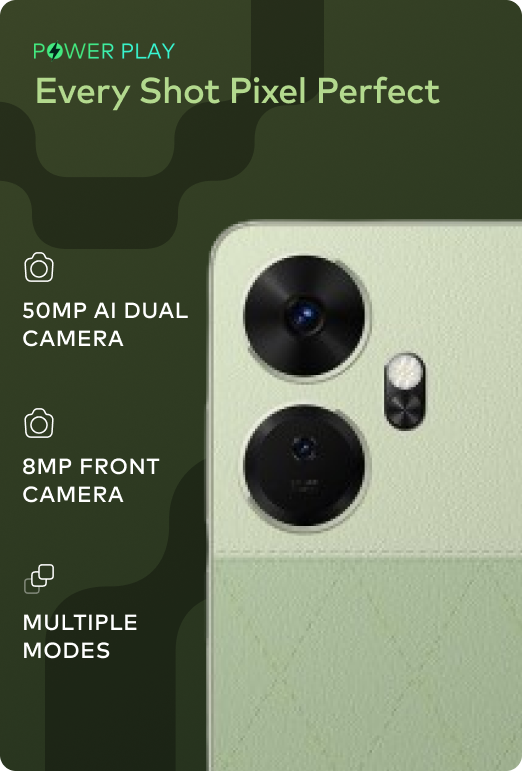 POWER PLAY
Every Shot Pixel Perfect
50MP AI DUAL
CAMERA
8MP FRONT
CAMERA
MULTIPLE
MODES